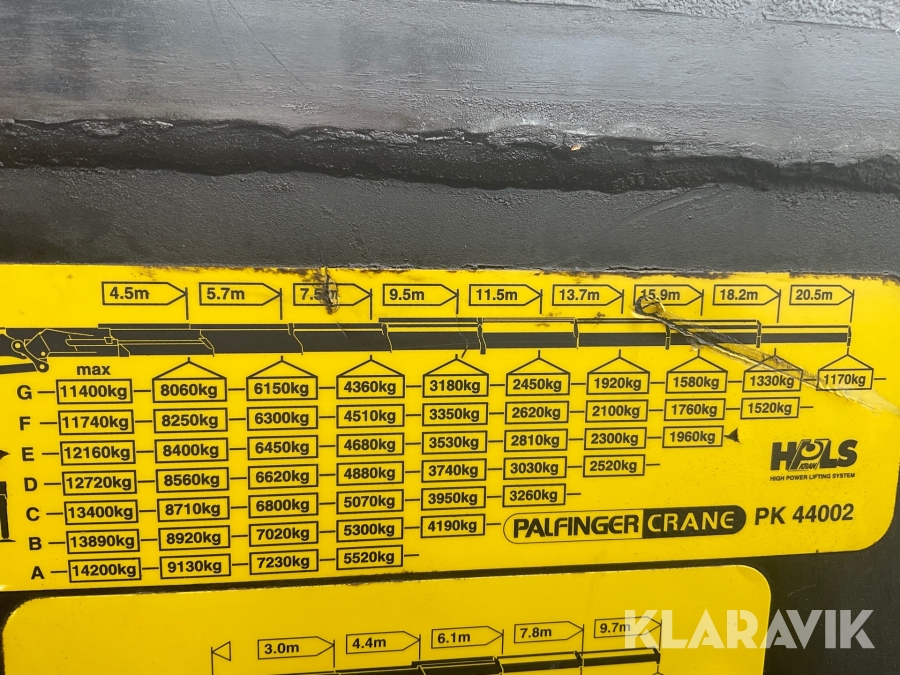 4.5m 5.7m 7.5m 9.5m 11.5m 13.7m 15.9m 18.2m 20.5m
max
G 11400kg 8060kg 6150kg 4360kg 3180kg 2450kg 1920kg 1580kg 1330kg 1170kg
F 11740kg 8250kg 6300kg 4510kg 3350kg 2620kg 2100kg 1760kg 1520kg
E 12160kg 8400kg 6450kg 4680kg 3530kg 2810kg 2300kg 1960kg
D 12720kg 8560kg 6620kg 4880kg 3740kg 3030kg 2520kg
C 13400kg 8710kg 6800kg 5070kg 3950kg 3260kg
B 13890kg 8920kg 7020kg 5300kg 4190kg
A 14200kg 9130kg 7230kg 5520kg
HPLS
KRAN
HIGH POWER LIFTING SYSTEM
PALFINGER CRANE PK 44002
3.0m 4.4m 6.1m 7.8m 9.7m
KLARAVIK